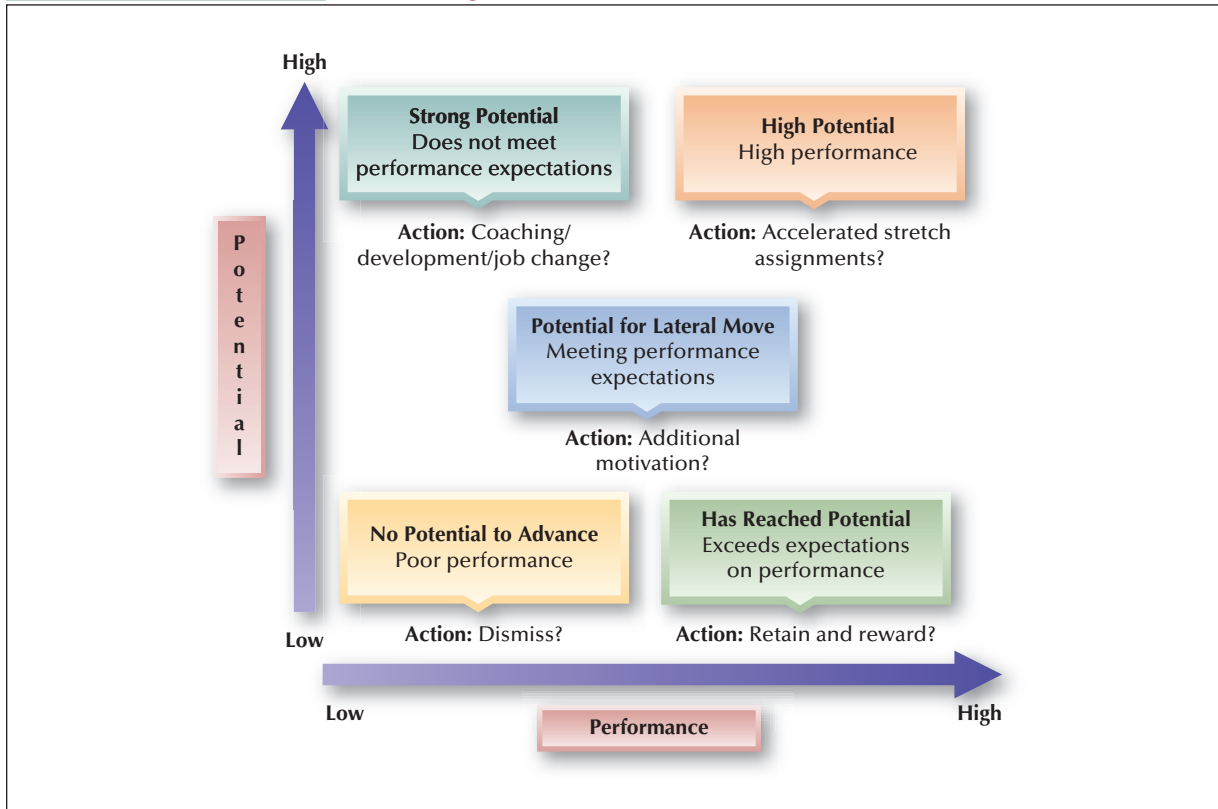 High
Strong Potential
Does not meet
performance expectations
High Potential
High performance
Action: Coaching/
development/job change?
Action: Accelerated stretch
assignments?
Potential
Potential for Lateral Move
Meeting performance
expectations
Action: Additional
motivation?
No Potential to Advance
Poor performance
Has Reached Potential
Exceeds expectations
on performance
Action: Dismiss?
Action: Retain and reward?
Low
Low
High
Performance